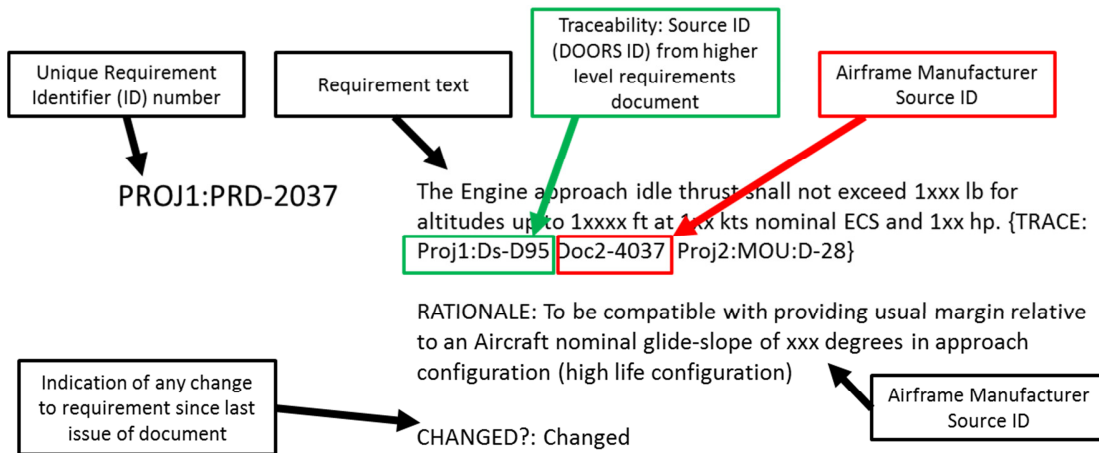 Traceability: Source ID
(DOORS ID) from higher
level requirements
document
Unique Requirement
Identifier (ID) number
Requirement text
Airframe Manufacturer
Source ID
PROJ1:PRD-2037
The Engine approach idle thrust shall not exceed 1xxx lb for
altitudes up to 1xxxx ft at 1xx kts nominal ECS and 1xx hp. {TRACE:
Proj1:Ds-D95 Doc2-4037 Proj2:MOU:D-28}
RATIONALE: To be compatible with providing usual margin relative
to an Aircraft nominal glide-slope of xxx degrees in approach
configuration (high life configuration)
Indication of any change
to requirement since last
issue of document
Airframe Manufacturer
Source ID
CHANGED?: Changed